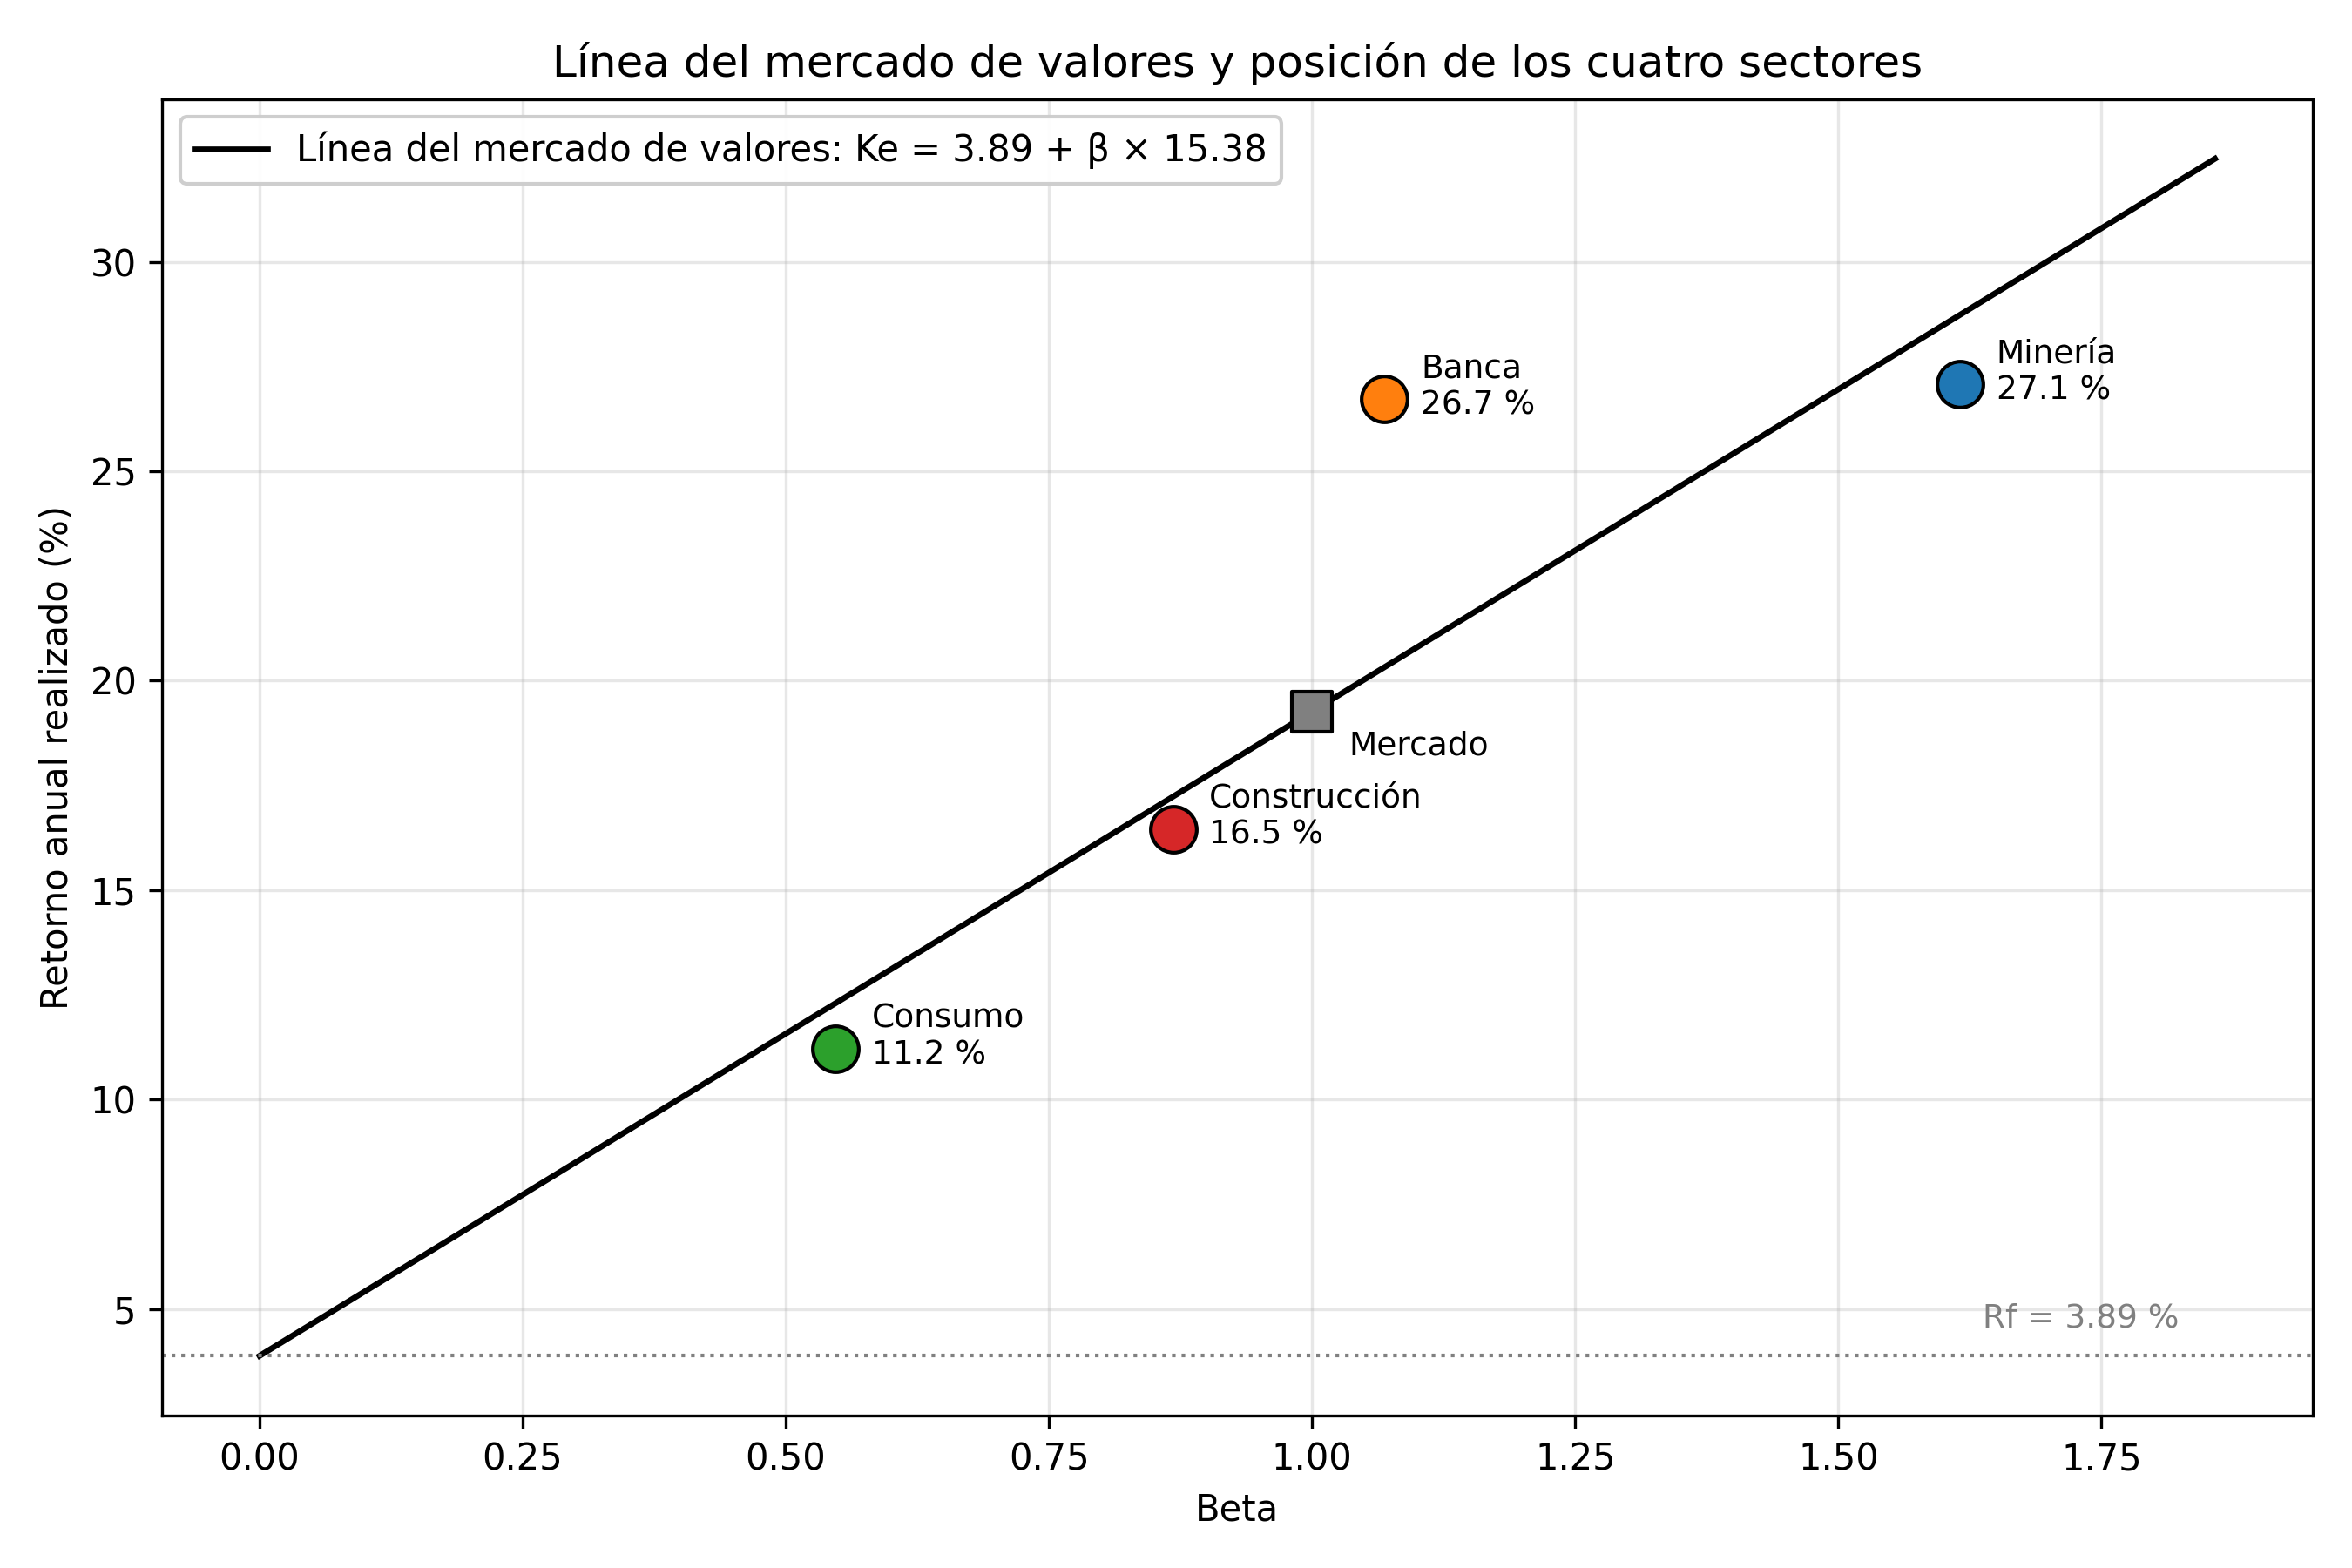 Línea del mercado de valores y posición de los cuatro sectores
Línea del mercado de valores: Ke = 3.89 + β × 15.38
Retorno anual realizado (%)
30
25
20
15
10
5
Banca
26.7 %
Minería
27.1 %
Mercado
Construcción
16.5 %
Consumo
11.2 %
Rf = 3.89 %
0.00 0.25 0.50 0.75 1.00 1.25 1.50 1.75
Beta